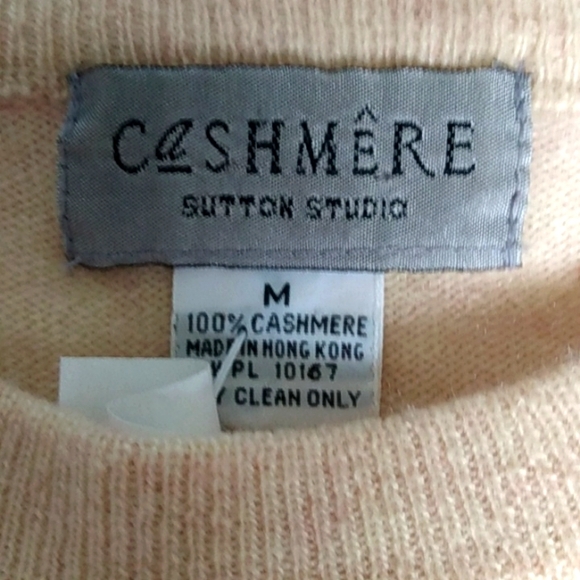 CaSHMÊRE
SUTTON STUDIO
M
100% CASHMERE
MADE IN HONG KONG
PL 10167
CLEAN ONLY